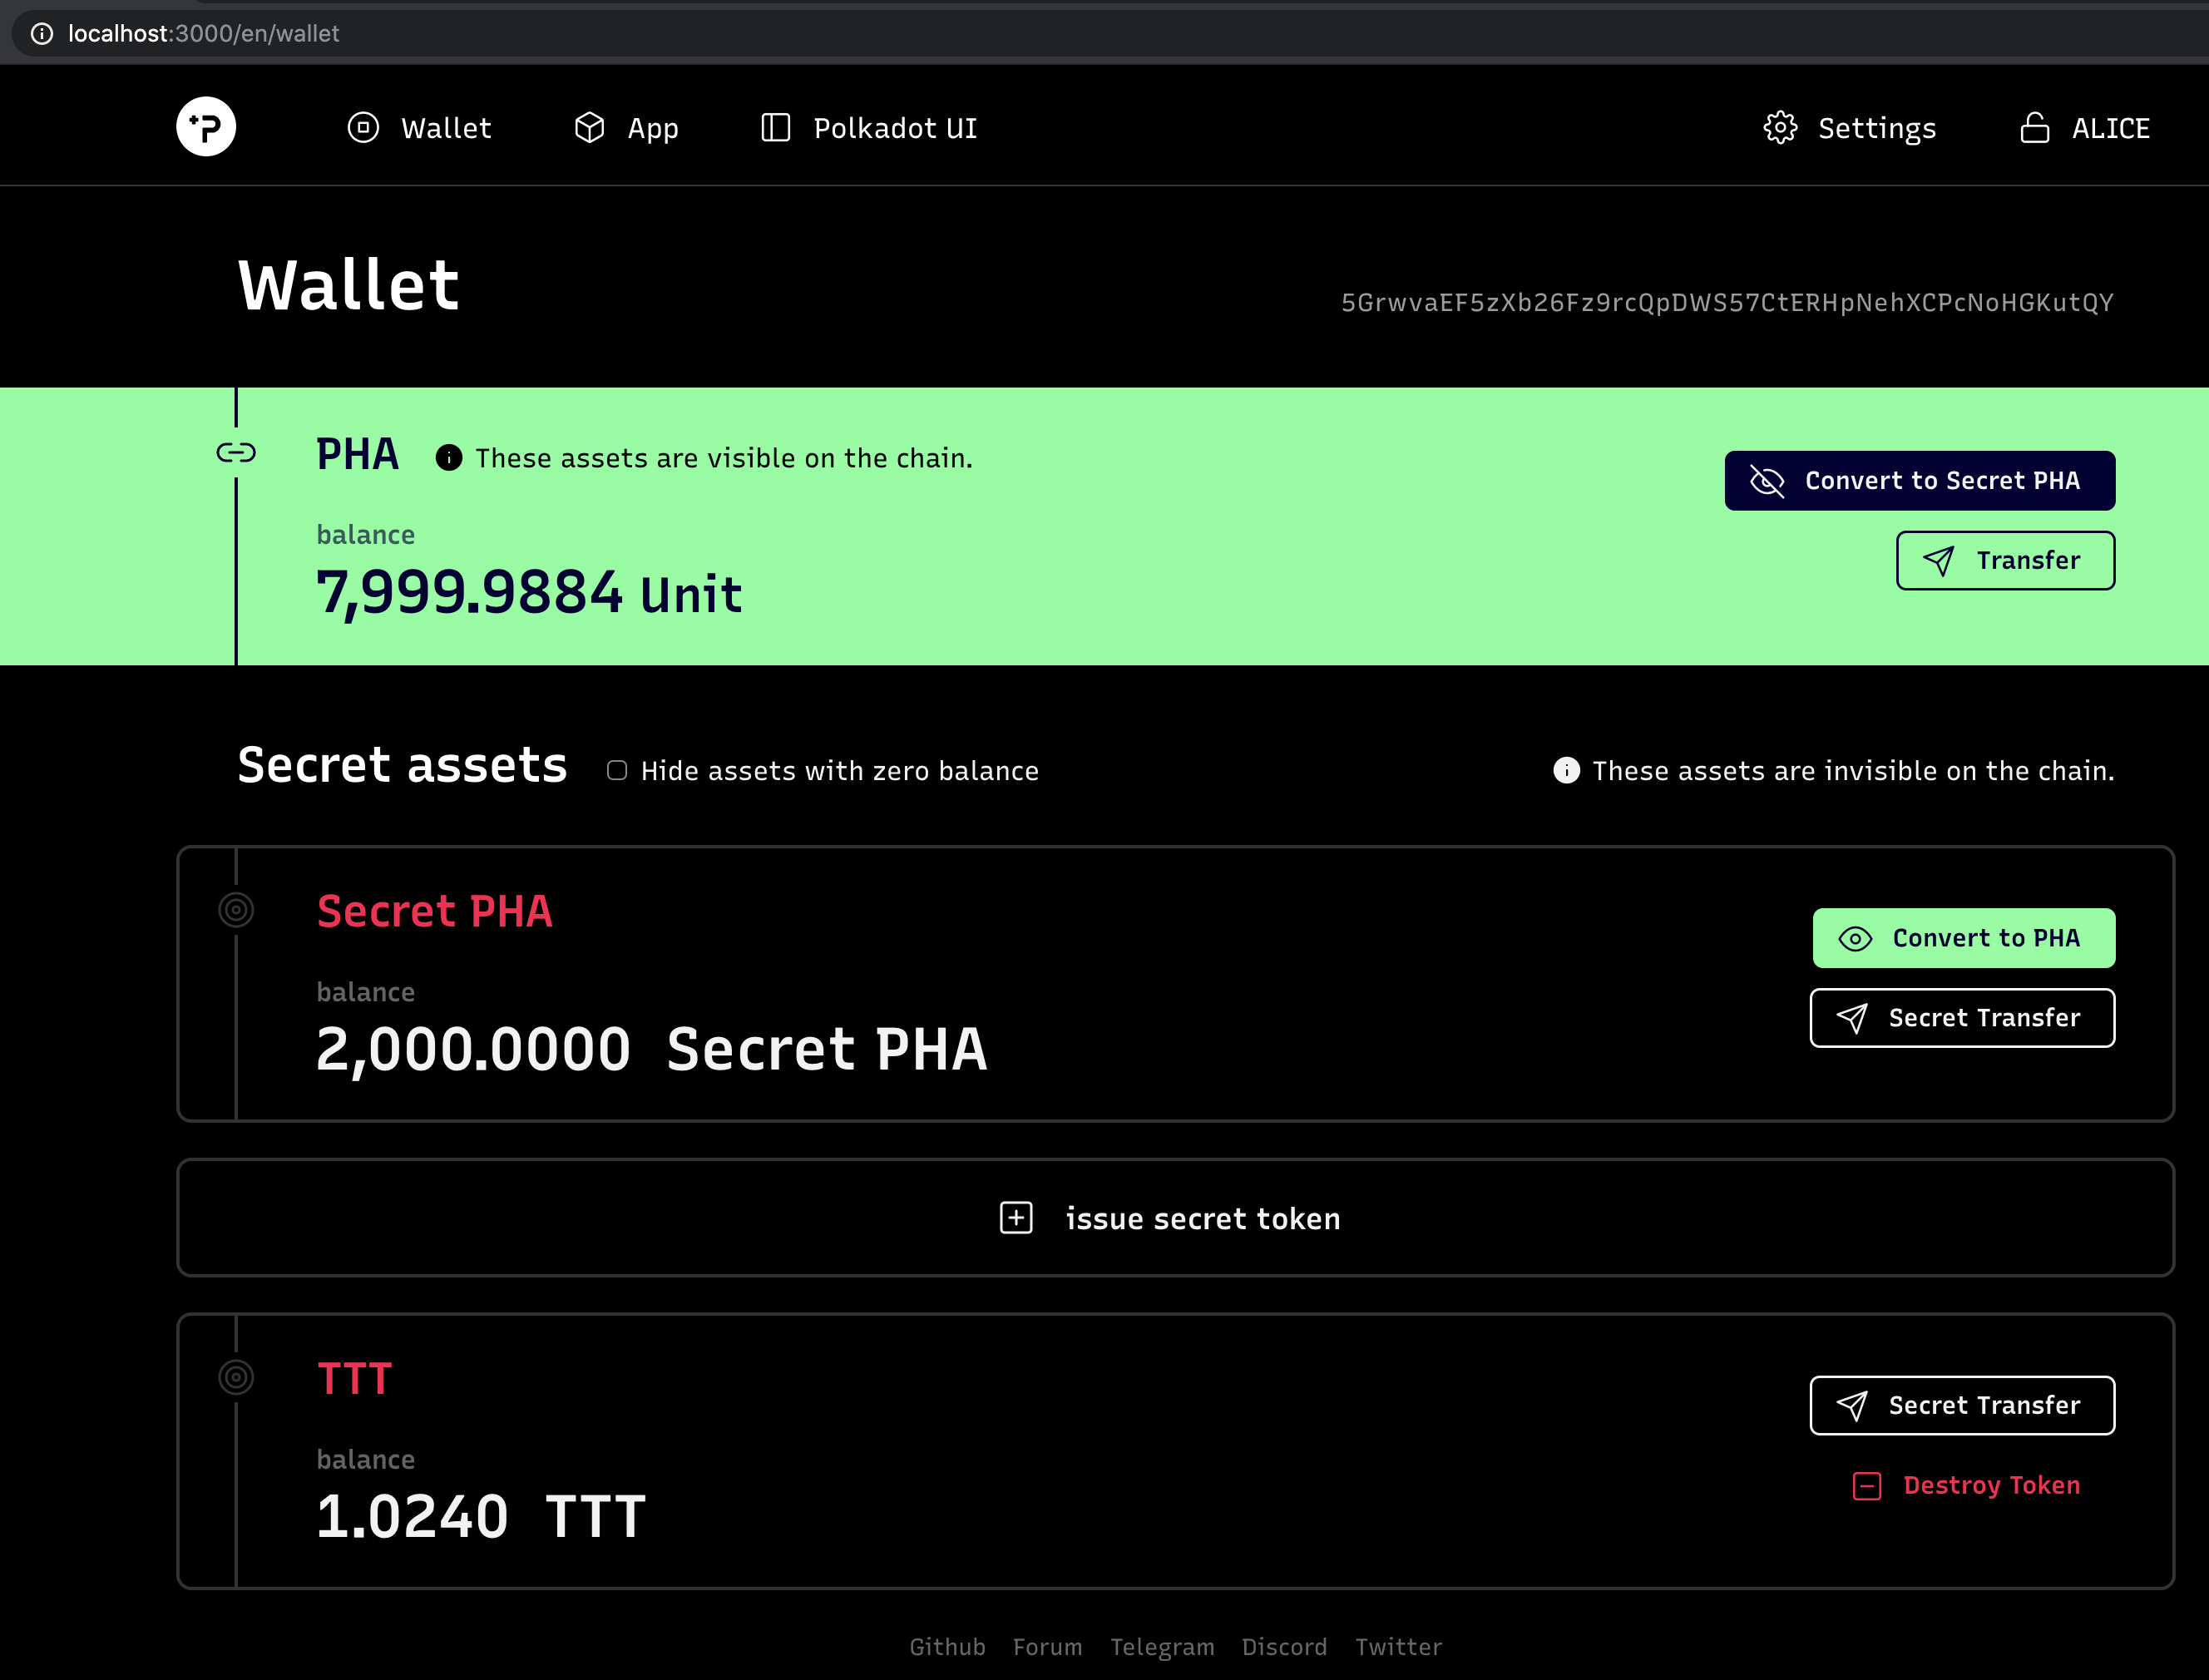 localhost:3000/en/wallet
Wallet App Polkadot UI Settings ALICE
Wallet
5GrwvaEF5zXb26Fz9rcQpDWS57CtERHpNehXCPcNoHGKutQY
PHA These assets are visible on the chain.
Convert to Secret PHA
balance
Transfer
7,999.9884 Unit
Secret assets Hide assets with zero balance These assets are invisible on the chain.
Secret PHA
Convert to PHA
balance
Secret Transfer
2,000.0000 Secret PHA
issue secret token
TTT
Secret Transfer
balance
Destroy Token
1.0240 TTT
Github Forum Telegram Discord Twitter